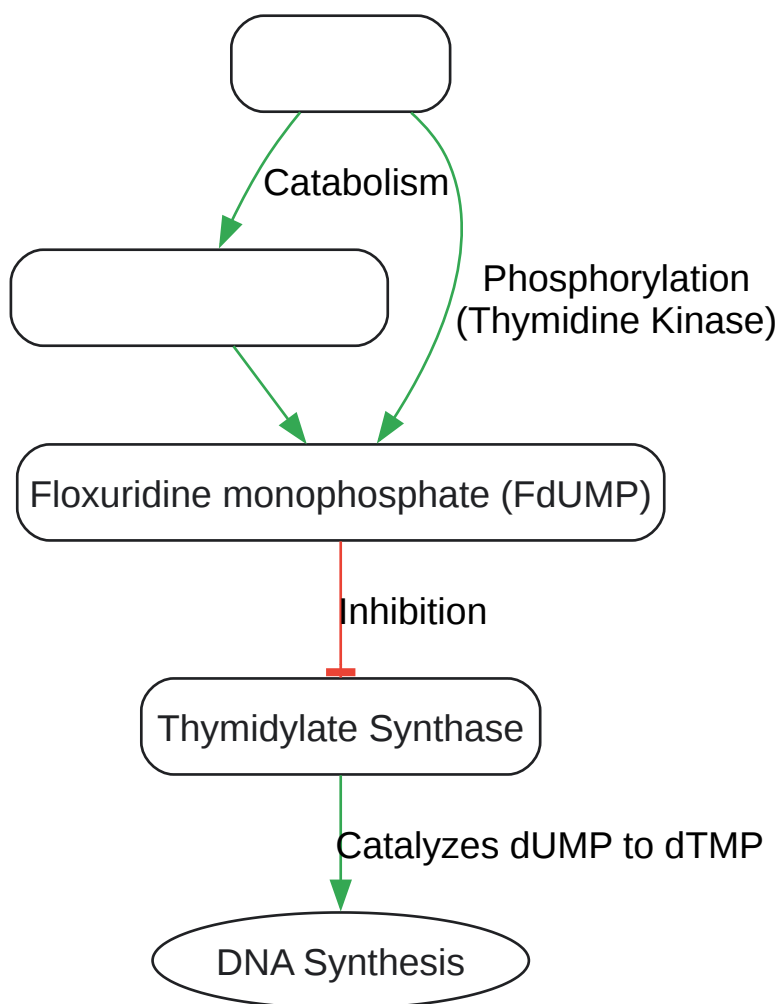 Catabolism
Phosphorylation
(Thymidine Kinase)
Floxuridine monophosphate (FdUMP)
Inhibition
Thymidylate Synthase
Catalyzes dUMP to dTMP
DNA Synthesis